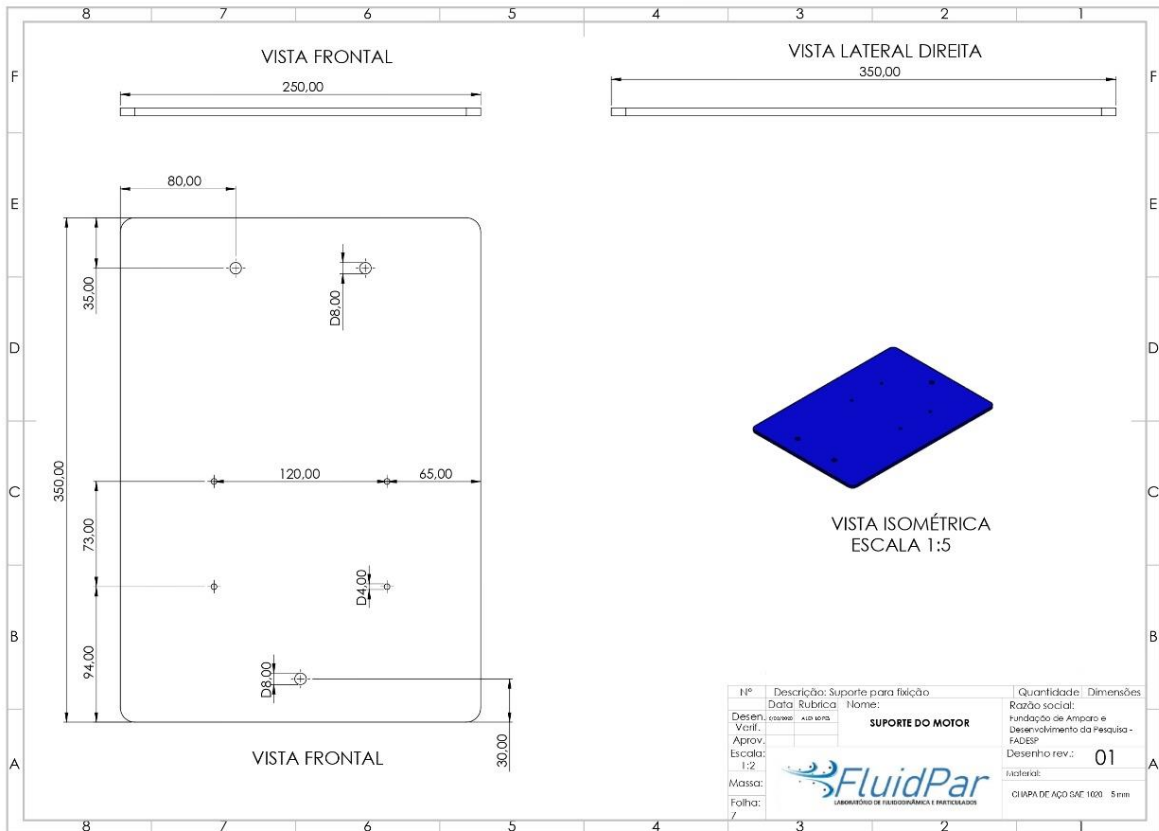 8 7 6 5 4 3 2 1
F F
E E
D D
C C
B B
A A
VISTA FRONTAL
250,00
VISTA LATERAL DIREITA
350,00
80,00
35,00
D8,00
350,00
120,00
65,00
73,00
D4,00
94,00
D8,00
30,00
VISTA FRONTAL
VISTA ISOMÉTRICA
ESCALA 1:5
Nº Descrição: Suporte para fixição Quantidade Dimensões
Data Rubrica Nome:
Desen.
Verif.
Aprov.
SUPORTE DO MOTOR
Razão social:
Fundação de Amparo e
Desenvolvimento da Pesquisa -
FADESP
Escala:
1:2
Desenho rev.: 01
Massa:
Folha:
7
FluidPar
LABORATÓRIO DE FLUIDODINÂMICA E PARTICULADOS
Material:
CHAPA DE AÇO SAE 1020 5 mm
8 7 6 5 4 3 2 1